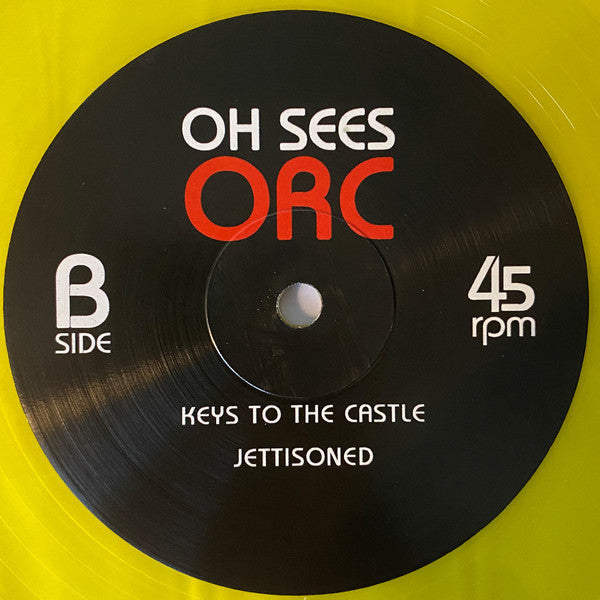 OH SEES
ORC
B
SIDE
45
rpm
KEYS TO THE CASTLE
JETTISONED